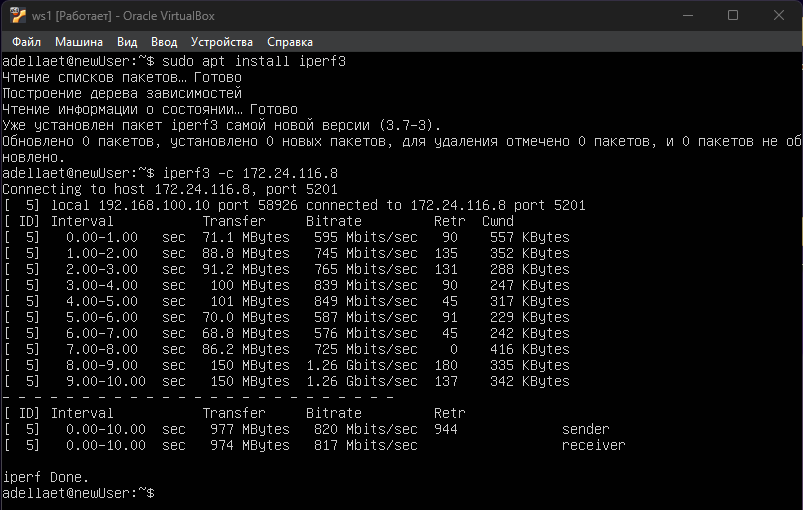 ws1 [Работает] - Oracle VirtualBox
Файл Машина Вид Ввод Устройства Справка
adellaet@newUser:~$ sudo apt install iperf3
Чтение списков пакетов… Готово
Построение дерева зависимостей
Чтение информации о состоянии… Готово
Уже установлен пакет iperf3 самой новой версии (3.7-3).
Обновлено 0 пакетов, установлено 0 новых пакетов, для удаления отмечено 0 пакетов, и 0 пакетов не об
новлено.
adellaet@newUser:~$ iperf3 -c 172.24.116.8
Connecting to host 172.24.116.8, port 5201
[  5] local 192.168.100.10 port 58926 connected to 172.24.116.8 port 5201
[ ID] Interval           Transfer     Bitrate         Retr  Cwnd
[  5]   0.00-1.00   sec  71.1 MBytes   595 Mbits/sec   90    557 KBytes
[  5]   1.00-2.00   sec  88.8 MBytes   745 Mbits/sec  135    352 KBytes
[  5]   2.00-3.00   sec  91.2 MBytes   765 Mbits/sec  131    288 KBytes
[  5]   3.00-4.00   sec   100 MBytes   839 Mbits/sec   90    247 KBytes
[  5]   4.00-5.00   sec   101 MBytes   849 Mbits/sec   45    317 KBytes
[  5]   5.00-6.00   sec  70.0 MBytes   587 Mbits/sec   91    229 KBytes
[  5]   6.00-7.00   sec  68.8 MBytes   576 Mbits/sec   45    242 KBytes
[  5]   7.00-8.00   sec  86.2 MBytes   725 Mbits/sec    0    416 KBytes
[  5]   8.00-9.00   sec   150 MBytes  1.26 Gbits/sec  180    335 KBytes
[  5]   9.00-10.00  sec   150 MBytes  1.26 Gbits/sec  137    342 KBytes
- - - - - - - - - - - - - - - - - - - - - - - - -
[ ID] Interval           Transfer     Bitrate         Retr
[  5]   0.00-10.00  sec   977 MBytes   820 Mbits/sec  944             sender
[  5]   0.00-10.00  sec   974 MBytes   817 Mbits/sec                  receiver
iperf Done.
adellaet@newUser:~$